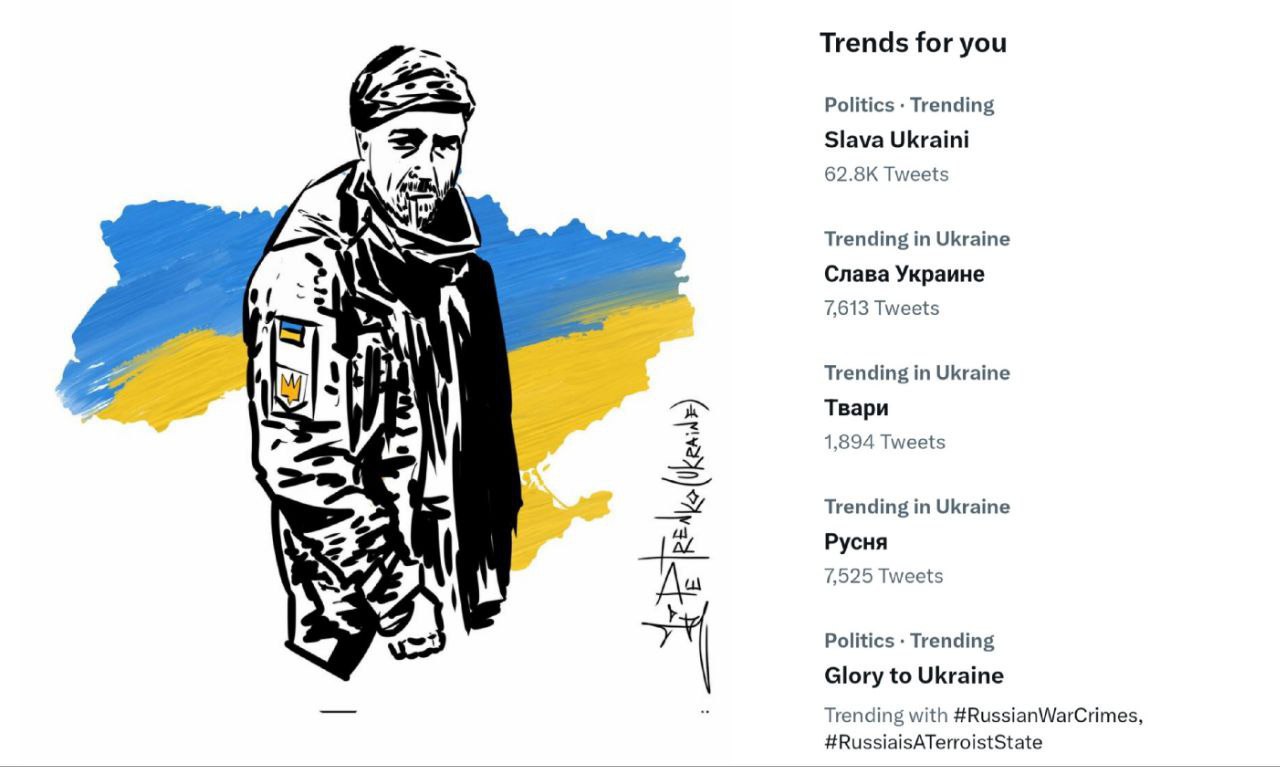 PETRENKO (UKRAINE)
Trends for you
Politics · Trending
Slava Ukraini
62.8K Tweets
Trending in Ukraine
Слава Украине
7,613 Tweets
Trending in Ukraine
Твари
1,894 Tweets
Trending in Ukraine
Русня
7,525 Tweets
Politics · Trending
Glory to Ukraine
Trending with #RussianWarCrimes,
#RussiaisATerroistState